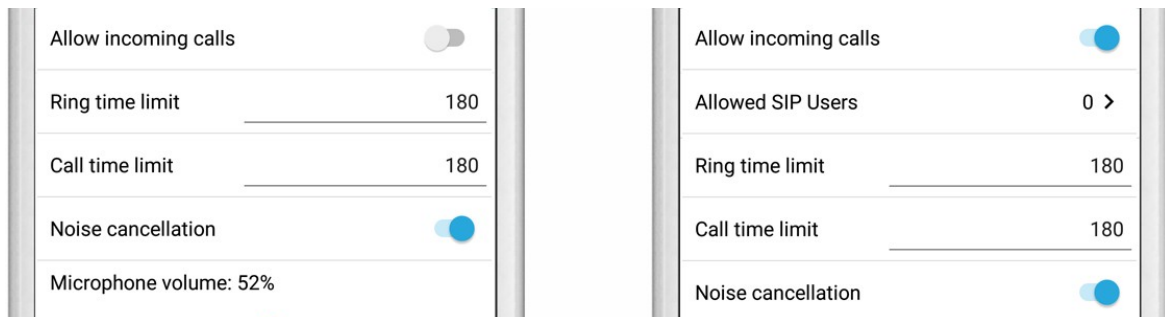 Allow incoming calls
Ring time limit 180
Call time limit 180
Noise cancellation
Microphone volume: 52%
Allow incoming calls
Allowed SIP Users 0 >
Ring time limit 180
Call time limit 180
Noise cancellation